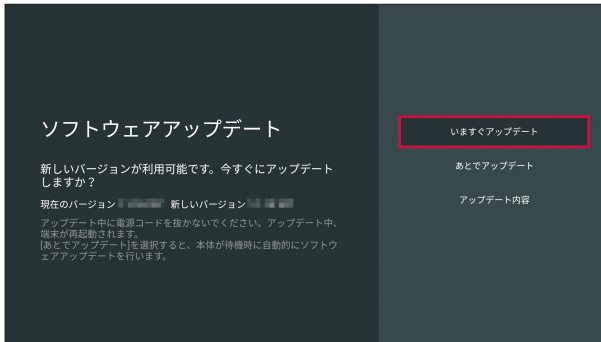 ソフトウェアアップデート
新しいバージョンが利用可能です。今すぐにアップデート
しますか？
現在のバージョン 新しいバージョン
アップデート中に電源コードを抜かないでください。アップデート中、
端末が再起動されます。
[あとでアップデート]を選択すると、本体が待機時に自動的にソフトウ
ェアアップデートを行います。
いますぐアップデート
あとでアップデート
アップデート内容